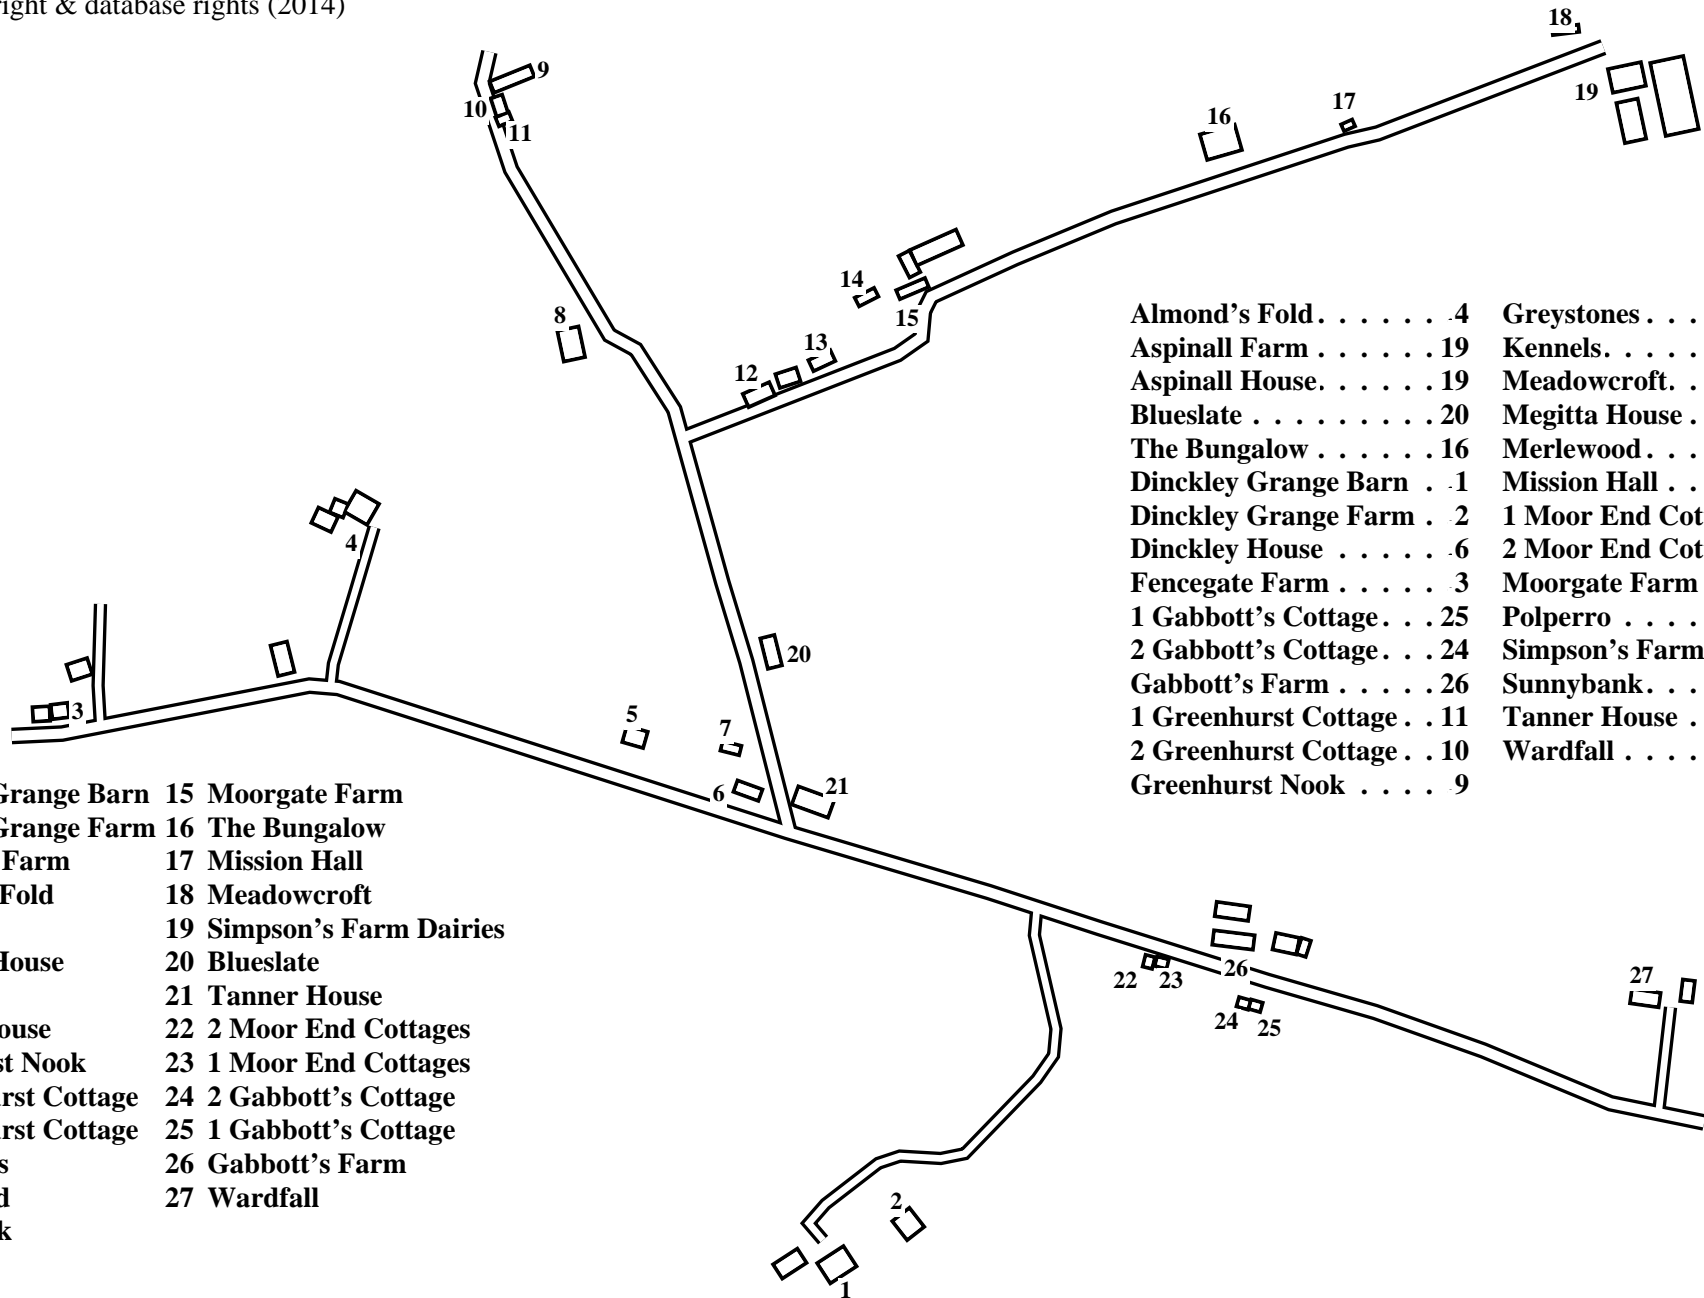 right & database rights (2014)
18
9
19
10
17
16
11
14
8
15
13
12
Almond's Fold . . . . . . . 4 Greystones . . .
Aspinall Farm . . . . . . 19 Kennels. . . . . .
Aspinall House. . . . . . 19 Meadowcroft. .
Blueslate . . . . . . . . . 20 Megitta House .
The Bungalow . . . . . . 16 Merlewood . . .
Dinckley Grange Barn . . 1 Mission Hall . .
Dinckley Grange Farm . 2 1 Moor End Cot
Dinckley House . . . . . . 6 2 Moor End Cot
Fencegate Farm . . . . . . 3 Moorgate Farm
1 Gabbott's Cottage . . . 25 Polperro . . . .
2 Gabbott's Cottage . . . 24 Simpson's Farm
Gabbott's Farm . . . . . 26 Sunnybank. . .
1 Greenhurst Cottage . . 11 Tanner House .
2 Greenhurst Cottage . . 10 Wardfall . . . .
Greenhurst Nook . . . . . 9
4
20
3
5
7
6
21
Grange Barn 15 Moorgate Farm
Grange Farm 16 The Bungalow
Farm 17 Mission Hall
Fold 18 Meadowcroft
19 Simpson's Farm Dairies
House 20 Blueslate
21 Tanner House
ouse 22 2 Moor End Cottages
st Nook 23 1 Moor End Cottages
rst Cottage 24 2 Gabbott's Cottage
rst Cottage 25 1 Gabbott's Cottage
s 26 Gabbott's Farm
d 27 Wardfall
k
22
23
26
24
25
27
2
1